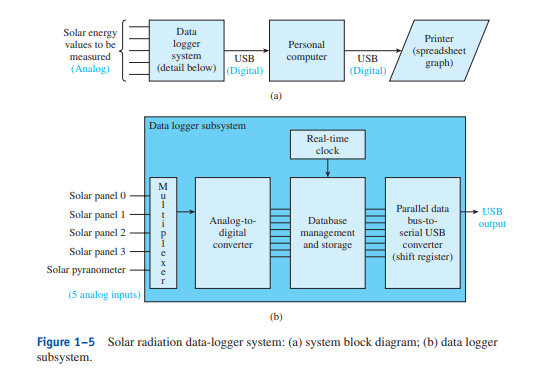 Solar energy
values to be
measured
(Analog)
Data
logger
system
(detail below)
USB
(Digital)
Personal
computer
USB
(Digital)
Printer
(spreadsheet
graph)
(a)
Data logger subsystem
Real-time
clock
Solar panel 0
Solar panel 1
Solar panel 2
Solar panel 3
Solar pyranometer
(5 analog inputs)
Multiplexer
Analog-to-
digital
converter
Database
management
and storage
Parallel data
bus-to-
serial USB
converter
(shift register)
USB
output
(b)
Figure 1–5 Solar radiation data-logger system: (a) system block diagram; (b) data logger
subsystem.